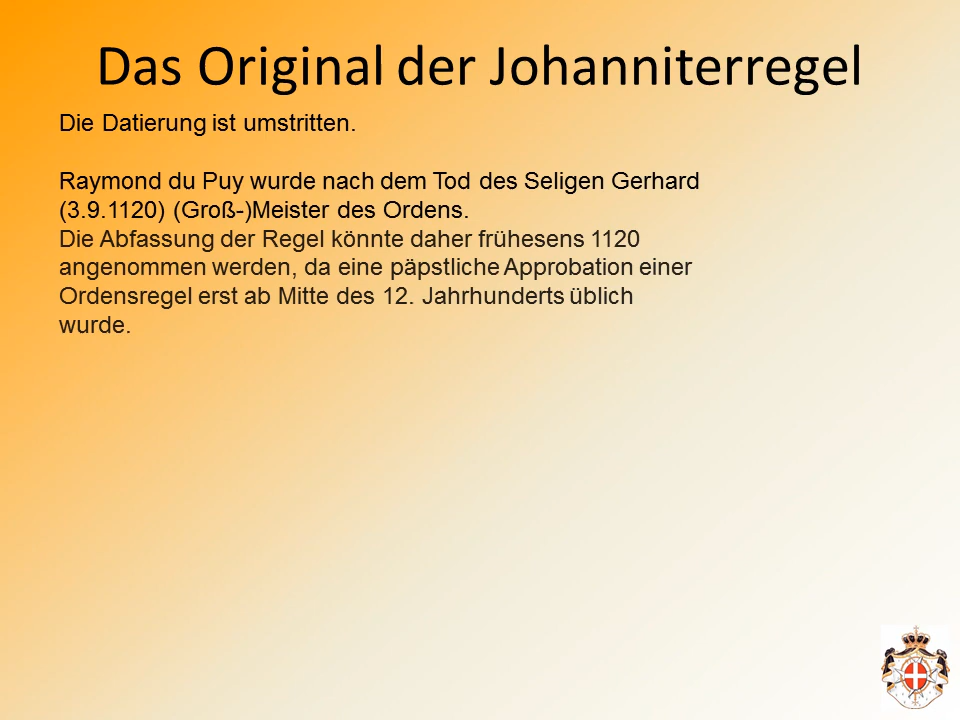 Das Original der Johanniterregel
Die Datierung ist umstritten.
Raymond du Puy wurde nach dem Tod des Seligen Gerhard
(3.9.1120) (Groß-)Meister des Ordens.
Die Abfassung der Regel könnte daher frühesens 1120
angenommen werden, da eine päpstliche Approbation einer
Ordensregel erst ab Mitte des 12. Jahrhunderts üblich
wurde.